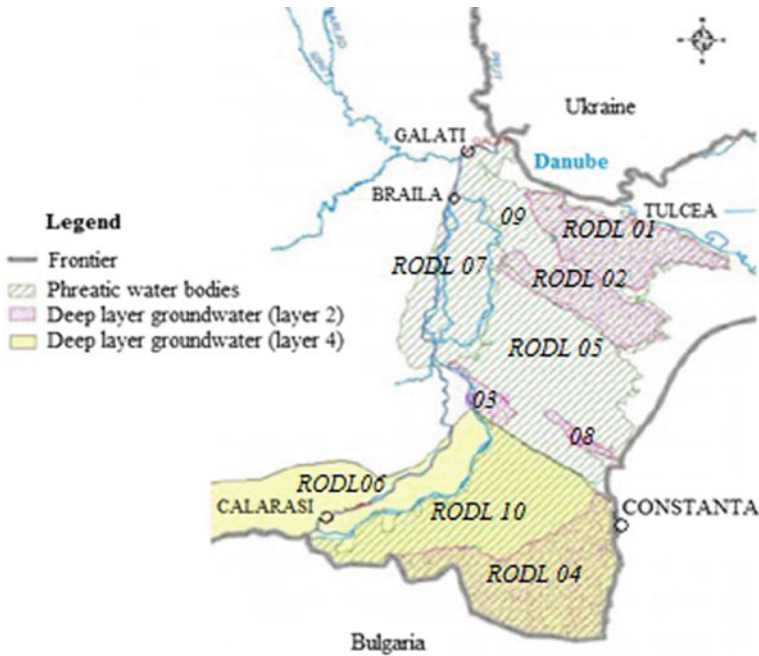 PRUT
Ukraine
GALATI
Danube
BRAILA
TULCEA
09
RODL 01
Legend
RODL 07
RODL 02
Frontier
Phreatic water bodies
Deep layer groundwater (layer 2)
Deep layer groundwater (layer 4)
RODL 05
03
08
RODL06
CALARASI
RODL 10
CONSTANTA
RODL 04
Bulgaria